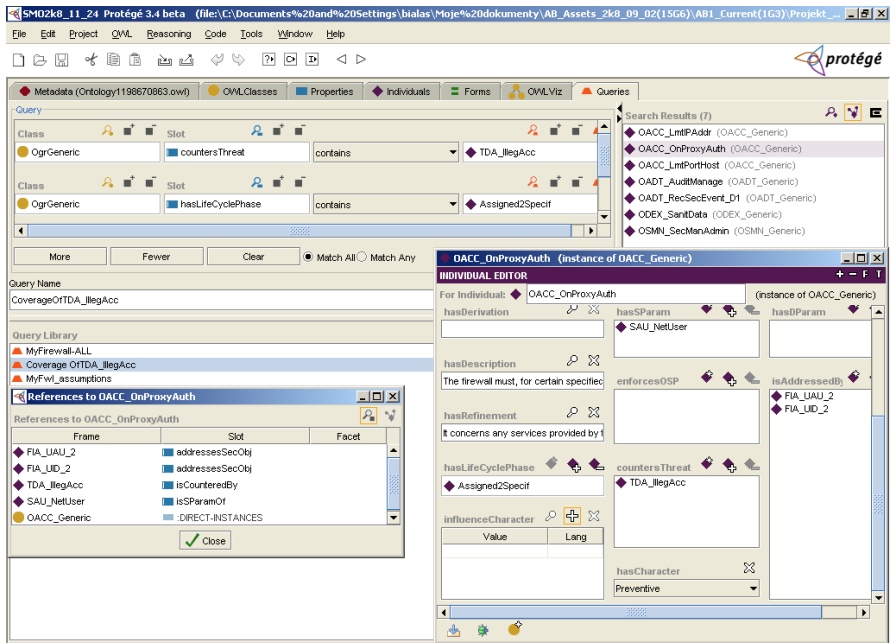 SMO2k8_11_24 Protégé 3.4 beta (file:\C:\Documents%20and%20Settings\bialas\Moje%20dokumenty\AB_Assets_2k8_09_02(15G6)\AB1_Current(1G3)\Projekt_...
File Edit Project OWL Reasoning Code Tools Window Help
protégé
Metadata (Ontology1198670863.owl) OWLClasses Properties Individuals Forms OWLViz Queries
Query
Class Slot
OgrGeneric countersThreat contains TDA_IllegAcc
Class Slot
OgrGeneric hasLifeCyclePhase contains Assigned2Specif
More Fewer Clear Match All Match Any
Query Name
CoverageOfTDA_IllegAcc
Query Library
MyFirewall-ALL
Coverage OfTDA_IllegAcc
MyFwl_assumptions
Search Results (7)
OACC_LmtIPAddr (OACC_Generic)
OACC_OnProxyAuth (OACC_Generic)
OACC_LmtPortHost (OACC_Generic)
OADT_AuditManage (OADT_Generic)
OADT_RecSecEvent_D1 (OADT_Generic)
ODEX_SanitData (ODEX_Generic)
OSMN_SecManAdmin (OSMN_Generic)
References to OACC_OnProxyAuth
References to OACC_OnProxyAuth
Frame Slot Facet
FIA_UAU_2 addressesSecObj
FIA_UID_2 addressesSecObj
TDA_IllegAcc isCounteredBy
SAU_NetUser isSParamOf
OACC_Generic :DIRECT-INSTANCES
Close
OACC_OnProxyAuth (instance of OACC_Generic)
INDIVIDUAL EDITOR + − F T
For Individual: OACC_OnProxyAuth (instance of OACC_Generic)
hasDerivation hasSParam hasDParam
SAU_NetUser
hasDescription enforcesOSP isAddressedBy
The firewall must, for certain specified
FIA_UAU_2
FIA_UID_2
hasRefinement
It concerns any services provided by t
hasLifeCyclePhase countersThreat
Assigned2Specif TDA_IllegAcc
influenceCharacter
Value Lang
hasCharacter
Preventive